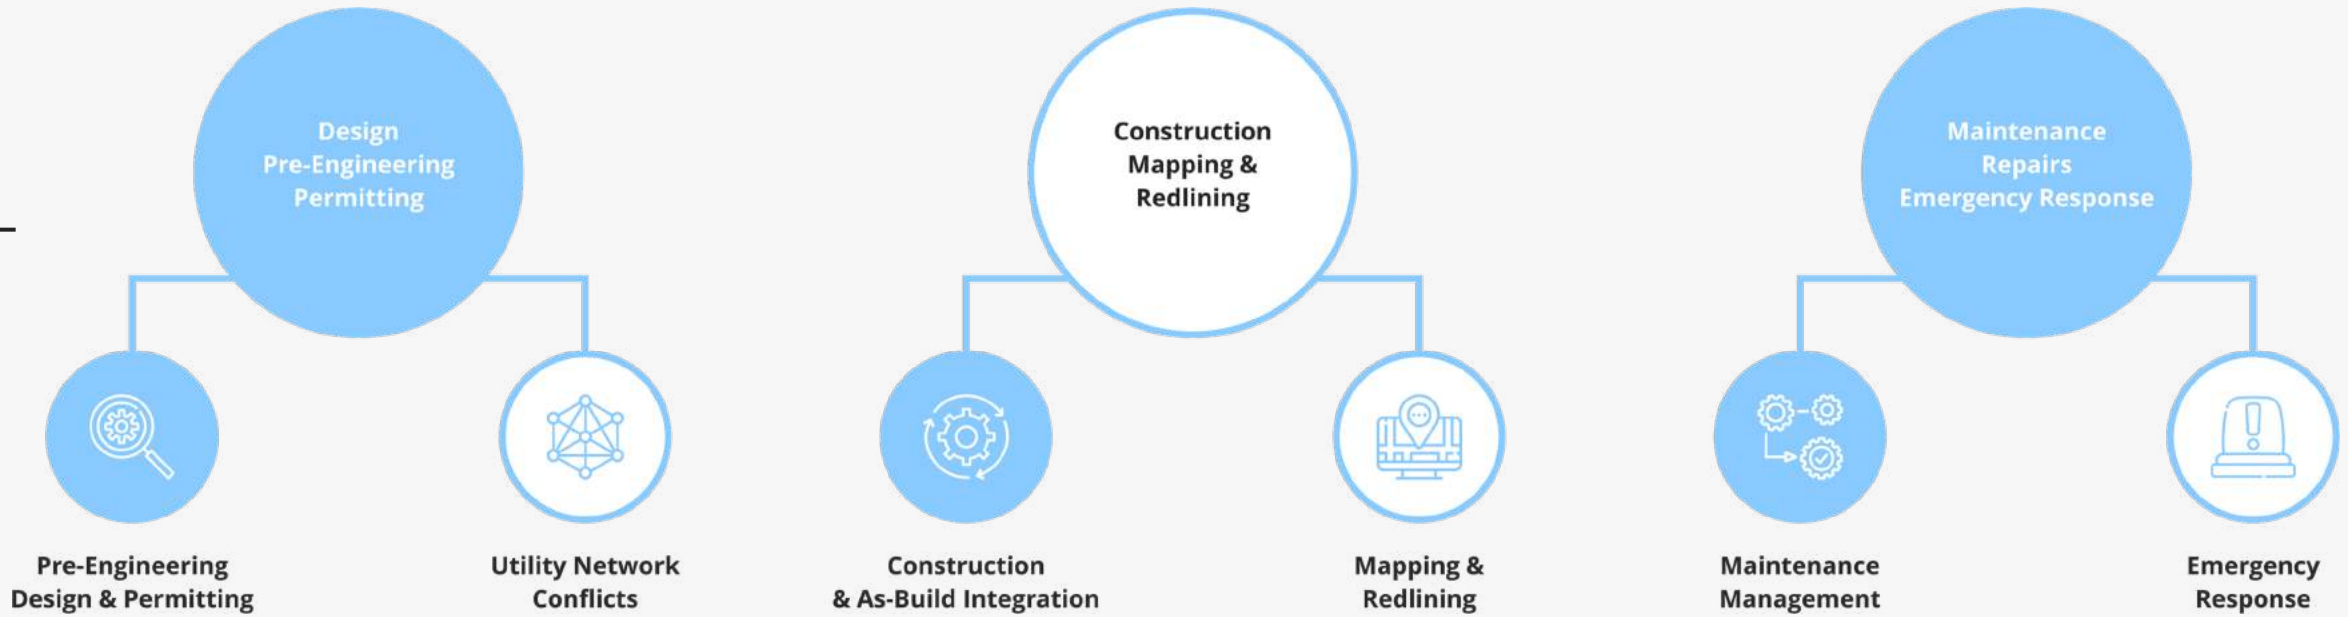 Design
Pre-Engineering
Permitting
Construction
Mapping &
Redlining
Maintenance
Repairs
Emergency Response
Pre-Engineering
Design & Permitting
Utility Network
Conflicts
Construction
& As-Build Integration
Mapping &
Redlining
Maintenance
Management
Emergency
Response